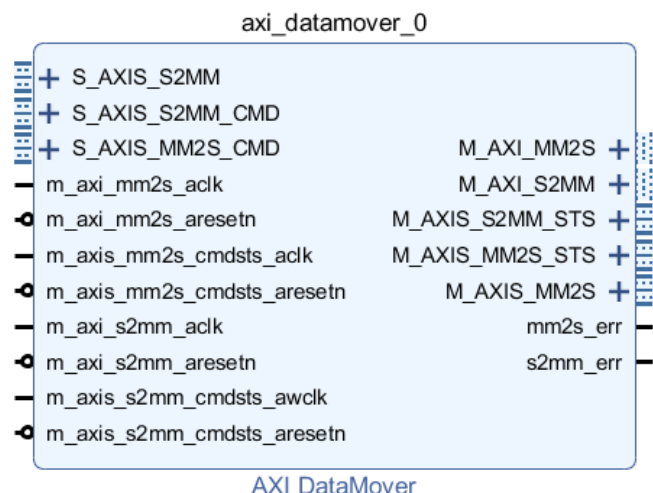 axi_datamover_0
S_AXIS_S2MM
S_AXIS_S2MM_CMD
S_AXIS_MM2S_CMD
m_axi_mm2s_aclk
m_axi_mm2s_aresetn
m_axis_mm2s_cmdsts_aclk
m_axis_mm2s_cmdsts_aresetn
m_axi_s2mm_aclk
m_axi_s2mm_aresetn
m_axis_s2mm_cmdsts_awclk
m_axis_s2mm_cmdsts_aresetn
M_AXI_MM2S
M_AXI_S2MM
M_AXIS_S2MM_STS
M_AXIS_MM2S_STS
M_AXIS_MM2S
mm2s_err
s2mm_err
AXI DataMover